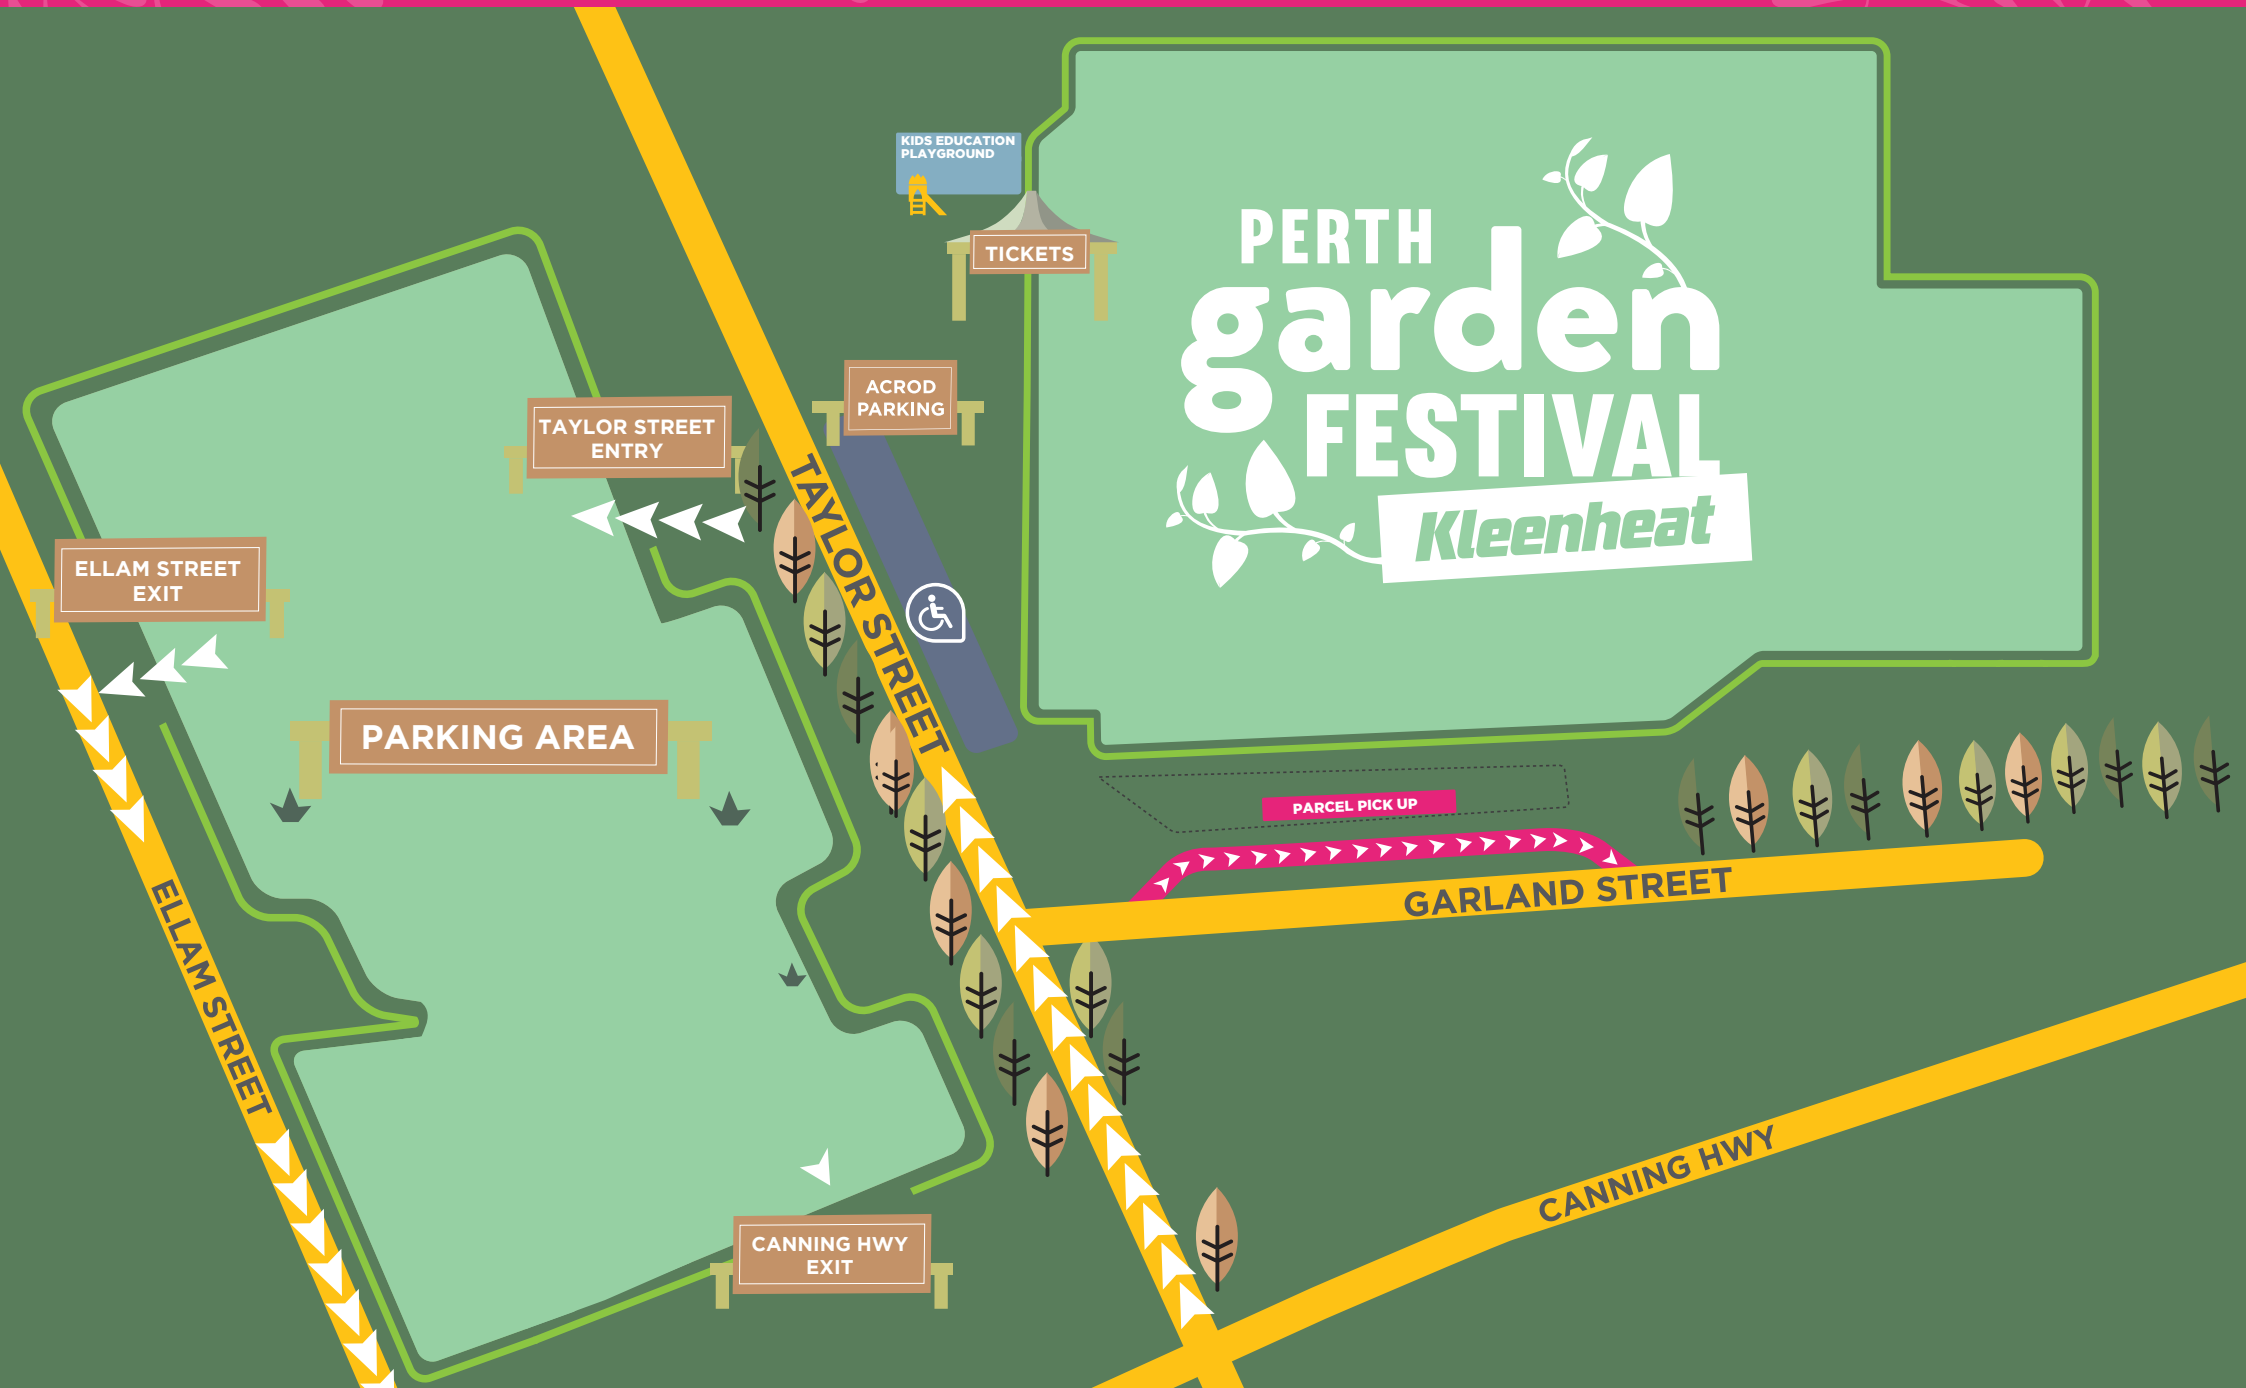 KIDS EDUCATION
PLAYGROUND
TICKETS
PERTH
garden
FESTIVAL
Kleenheat
ACROD
PARKING
TAYLOR STREET
ENTRY
TAYLOR STREET
ELLAM STREET
EXIT
PARKING AREA
PARCEL PICK UP
GARLAND STREET
ELLAM STREET
CANNING HWY
CANNING HWY
EXIT